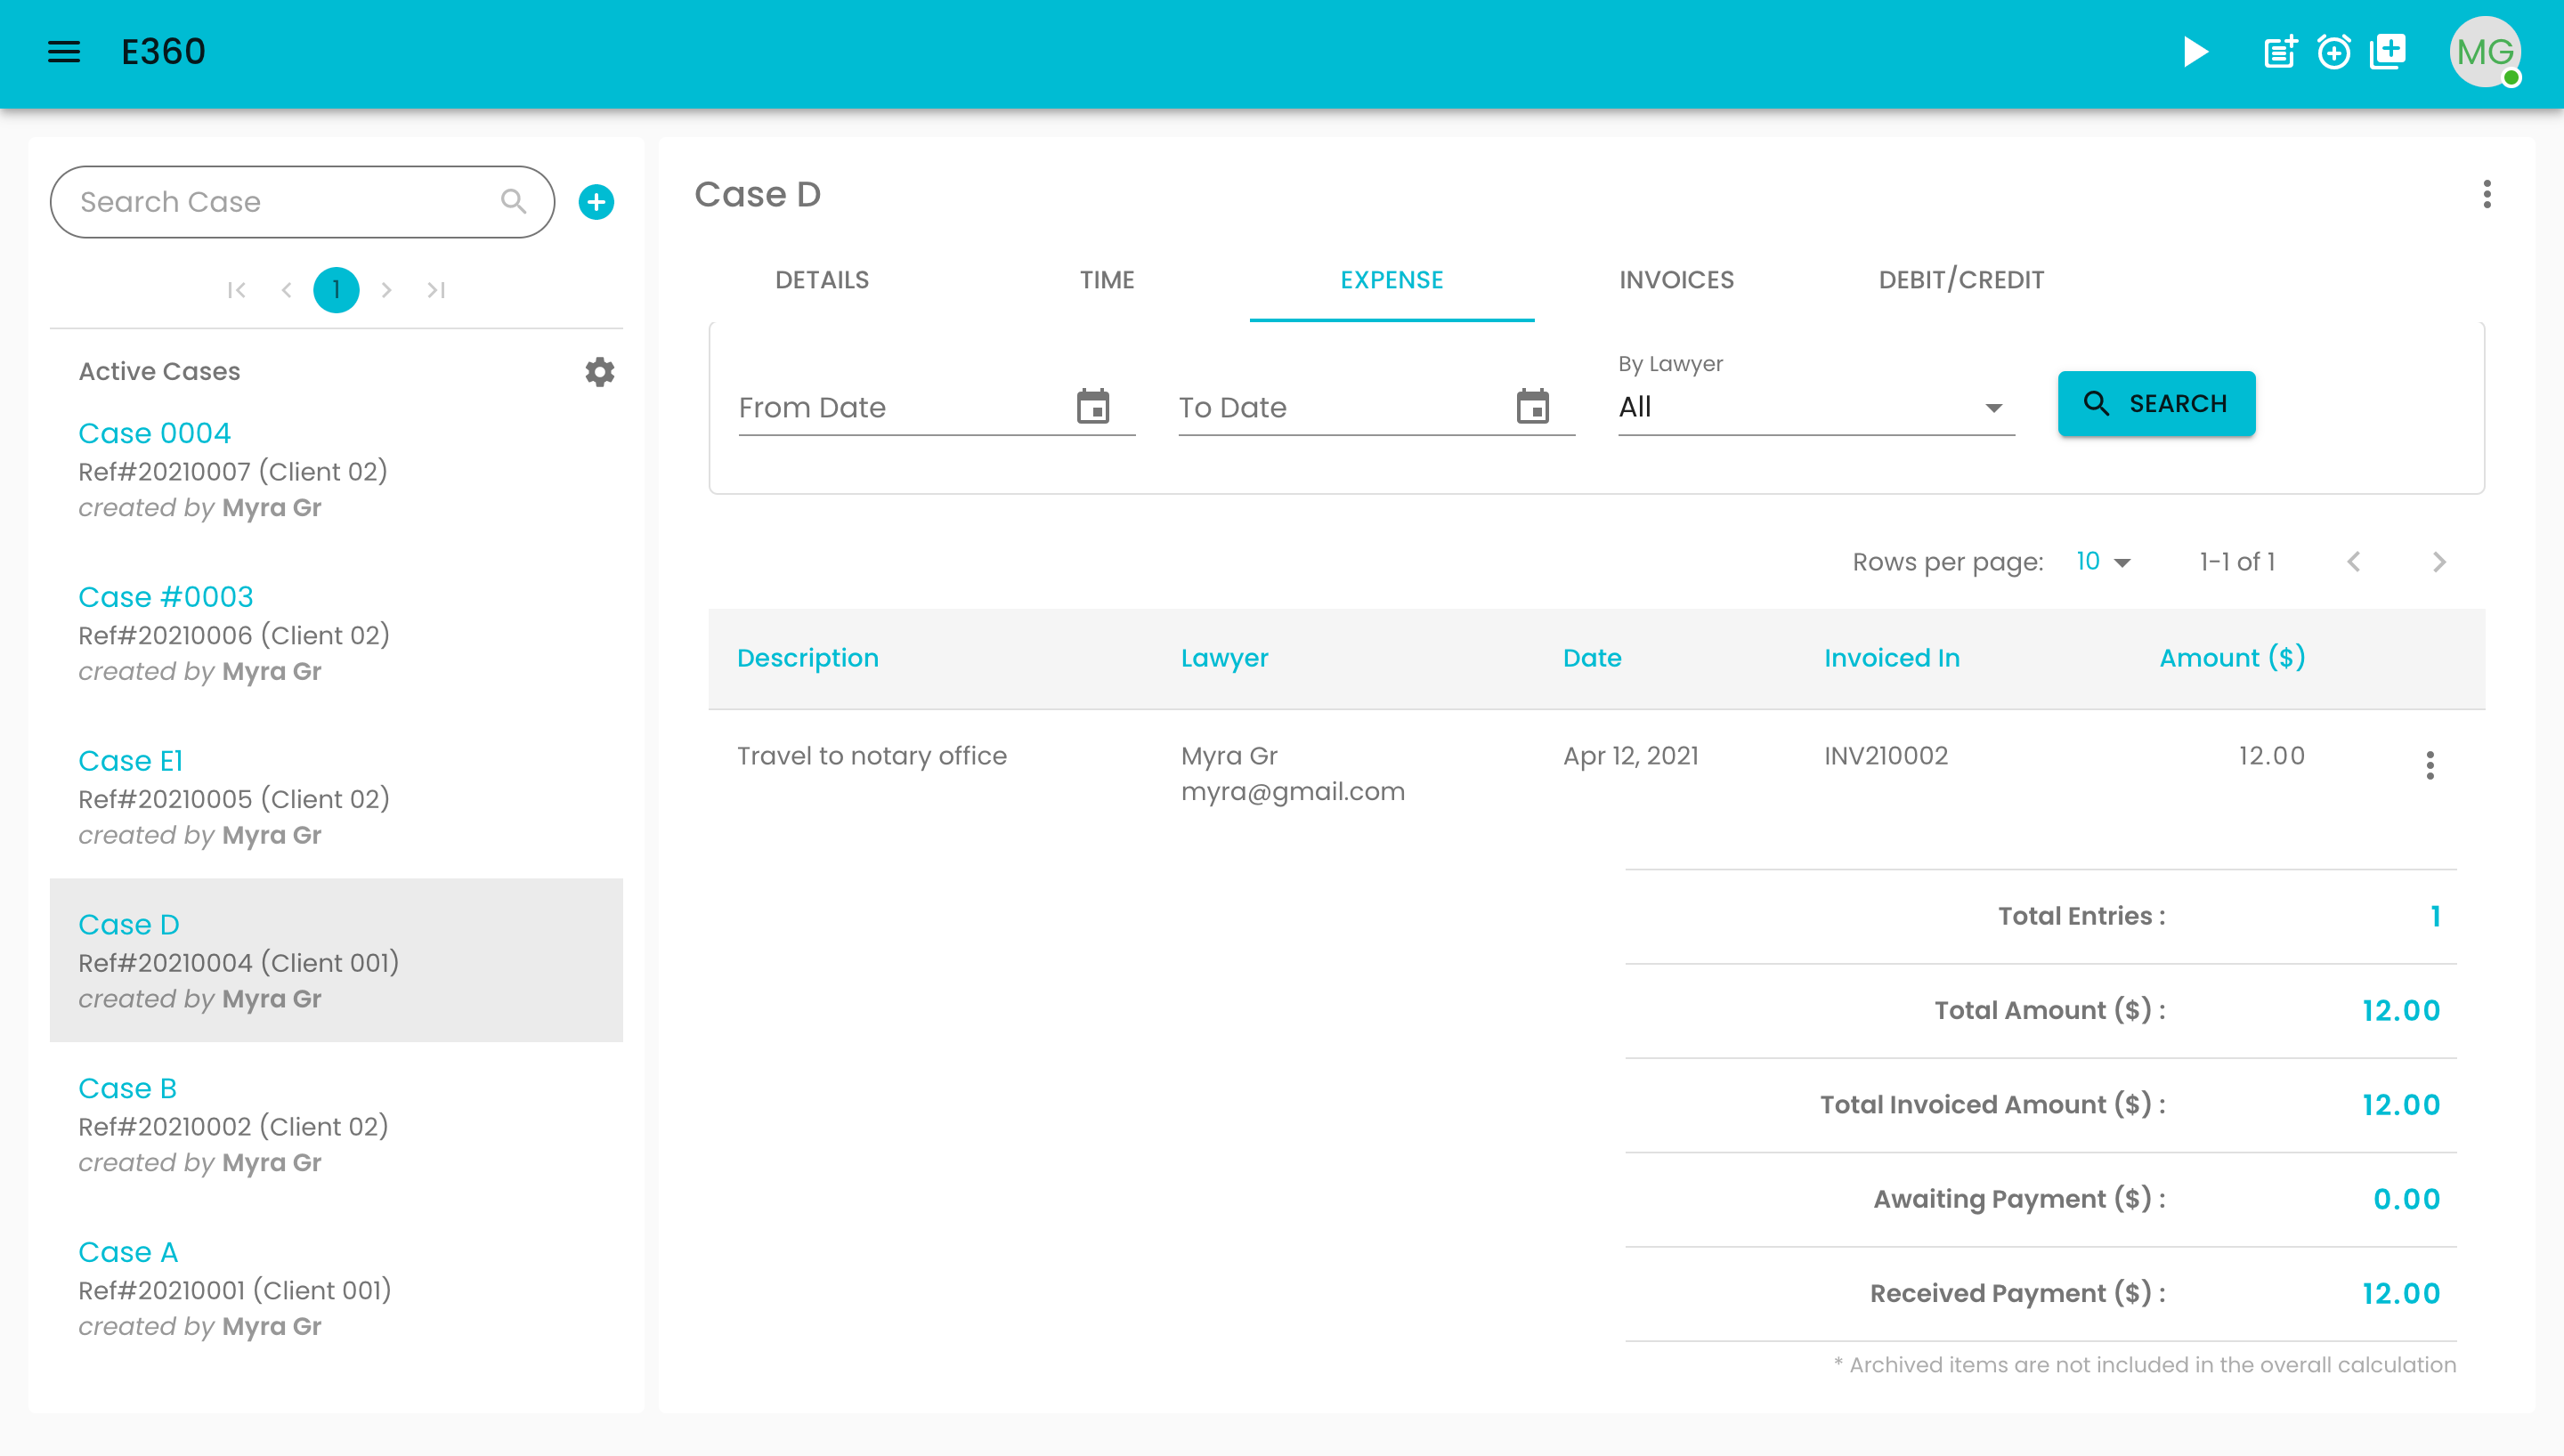 E360
MG
Search Case
1
Active Cases
Case 0004
Ref#20210007 (Client 02)
created by Myra Gr
Case #0003
Ref#20210006 (Client 02)
created by Myra Gr
Case E1
Ref#20210005 (Client 02)
created by Myra Gr
Case D
Ref#20210004 (Client 001)
created by Myra Gr
Case B
Ref#20210002 (Client 02)
created by Myra Gr
Case A
Ref#20210001 (Client 001)
created by Myra Gr
Case D
DETAILS TIME EXPENSE INVOICES DEBIT/CREDIT
By Lawyer
From Date To Date All SEARCH
Rows per page: 10 1-1 of 1
Description Lawyer Date Invoiced In Amount ($)
Travel to notary office Myra Gr Apr 12, 2021 INV210002 12.00
myra@gmail.com
Total Entries : 1
Total Amount ($) : 12.00
Total Invoiced Amount ($) : 12.00
Awaiting Payment ($) : 0.00
Received Payment ($) : 12.00
* Archived items are not included in the overall calculation